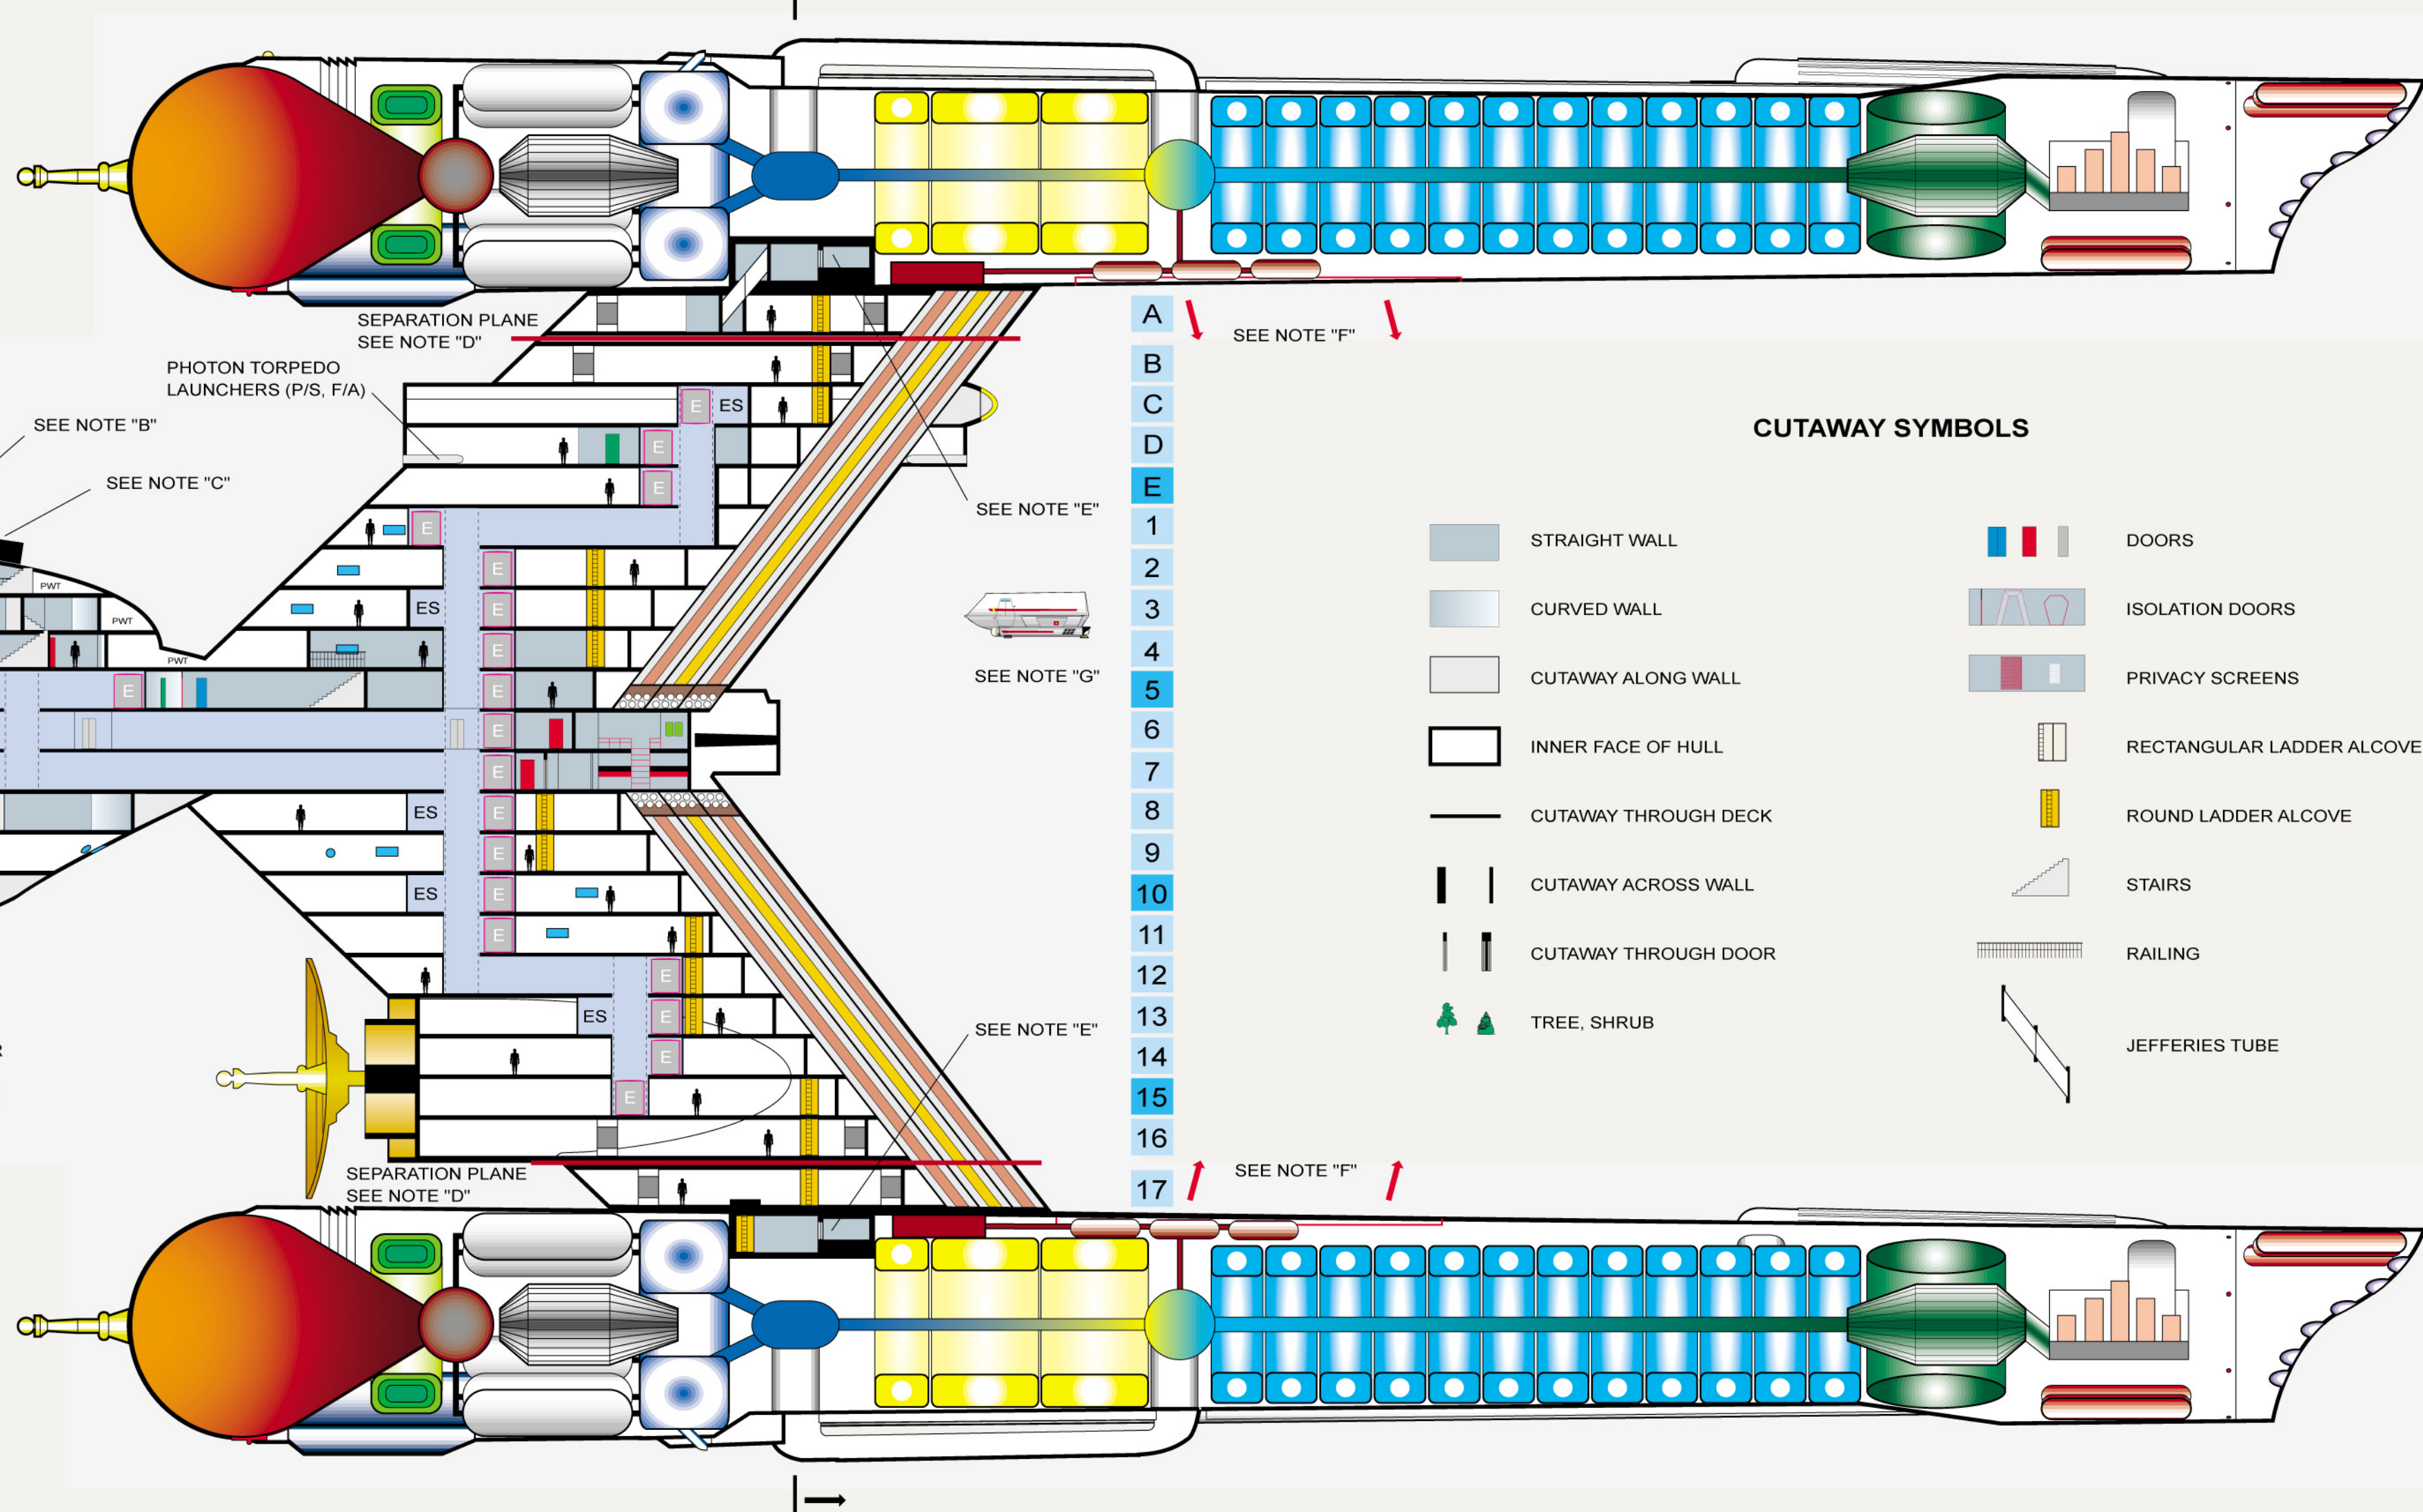 SEPARATION PLANE
SEE NOTE "D"
PHOTON TORPEDO
LAUNCHERS (P/S, F/A)
SEE NOTE "B"
SEE NOTE "C"
A
SEE NOTE "F"
B
E ES
C
E
D
E
E
SEE NOTE "E"
E
1
PWT
E
2
PWT
ES E
3
PWT
E
4
SEE NOTE "G"
E
E
5
E
6
E
7
ES E
8
E
9
ES E
10
E
11
E
12
ES E
13
SEE NOTE "E"
R
E
14
E
15
16
SEPARATION PLANE
SEE NOTE "D"
SEE NOTE "F"
17
CUTAWAY SYMBOLS
STRAIGHT WALL
CURVED WALL
CUTAWAY ALONG WALL
INNER FACE OF HULL
CUTAWAY THROUGH DECK
CUTAWAY ACROSS WALL
CUTAWAY THROUGH DOOR
TREE, SHRUB
DOORS
ISOLATION DOORS
PRIVACY SCREENS
RECTANGULAR LADDER ALCOVE
ROUND LADDER ALCOVE
STAIRS
RAILING
JEFFERIES TUBE